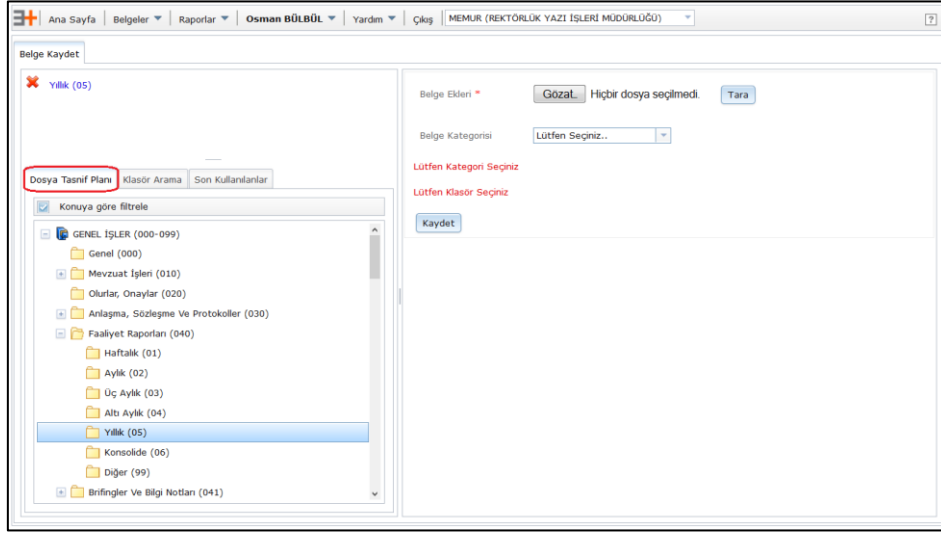 Ana Sayfa Belgeler Raporlar Osman BÜLBÜL Yardım Çıkış MEMUR (REKTÖRLÜK YAZI İŞLERİ MÜDÜRLÜĞÜ) ?
Belge Kaydet
Yıllık (05)
Dosya Tasnif Planı Klasör Arama Son Kullanılanlar
Konuya göre filtrele
GENEL İŞLER (000-099)
Genel (000)
Mevzuat İşleri (010)
Olurlar, Onaylar (020)
Anlaşma, Sözleşme Ve Protokoller (030)
Faaliyet Raporları (040)
Haftalık (01)
Aylık (02)
Üç Aylık (03)
Altı Aylık (04)
Yıllık (05)
Konsolide (06)
Diğer (99)
Brifingler Ve Bilgi Notları (041)
Belge Ekleri * Gözat.. Hiçbir dosya seçilmedi. Tara
Belge Kategorisi Lütfen Seçiniz..
Lütfen Kategori Seçiniz
Lütfen Klasör Seçiniz
Kaydet